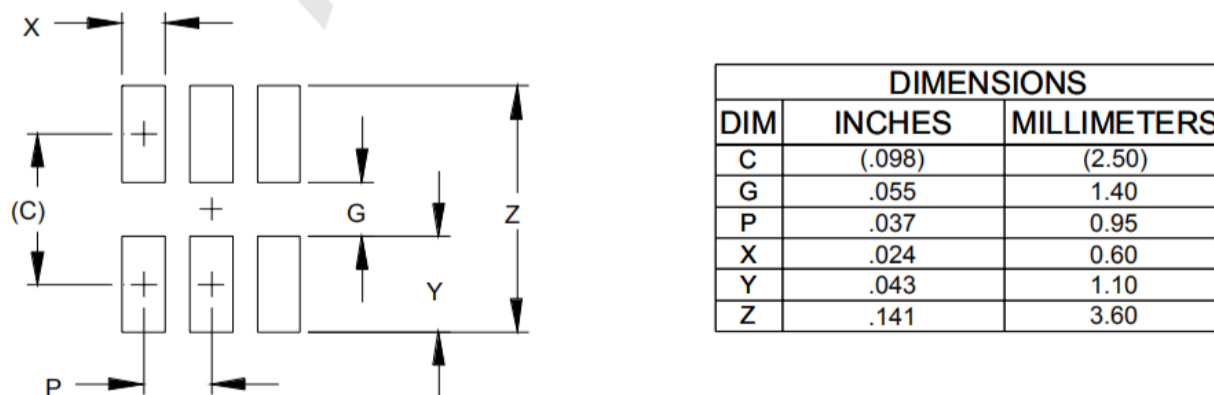 X
(C)
G
Z
Y
P
DIMENSIONS
DIM INCHES MILLIMETERS
C (.098) (2.50)
G .055 1.40
P .037 0.95
X .024 0.60
Y .043 1.10
Z .141 3.60